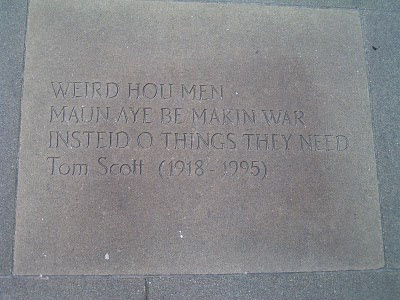 WEIRD HOU MEN
MAUN AYE BE MAKIN WAR
INSTEID O THINGS THEY NEED
Tom Scott (1918 - 1995)